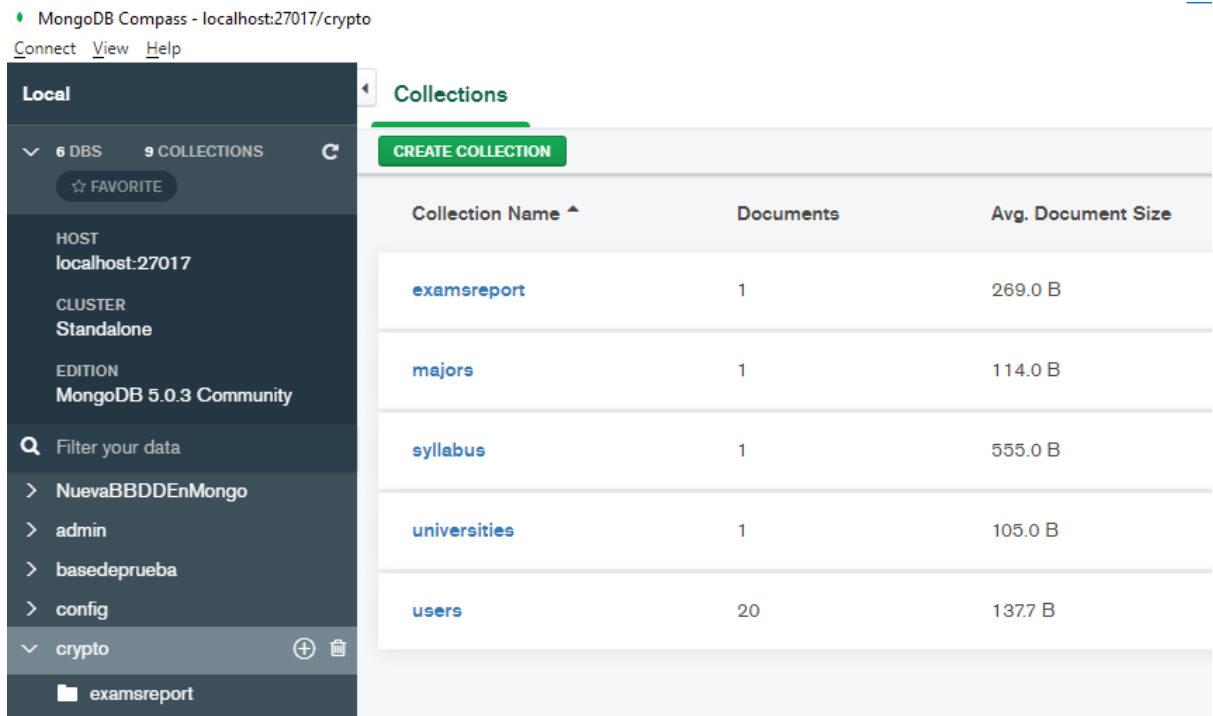 MongoDB Compass - localhost:27017/crypto
Connect View Help
Local
6 DBS 9 COLLECTIONS
FAVORITE
HOST
localhost:27017
CLUSTER
Standalone
EDITION
MongoDB 5.0.3 Community
Filter your data
NuevaBBDDEnMongo
admin
basedeprueba
config
crypto
examsreport
Collections
CREATE COLLECTION
Collection Name Documents Avg. Document Size
examsreport 1 269.0 B
majors 1 114.0 B
syllabus 1 555.0 B
universities 1 105.0 B
users 20 137.7 B